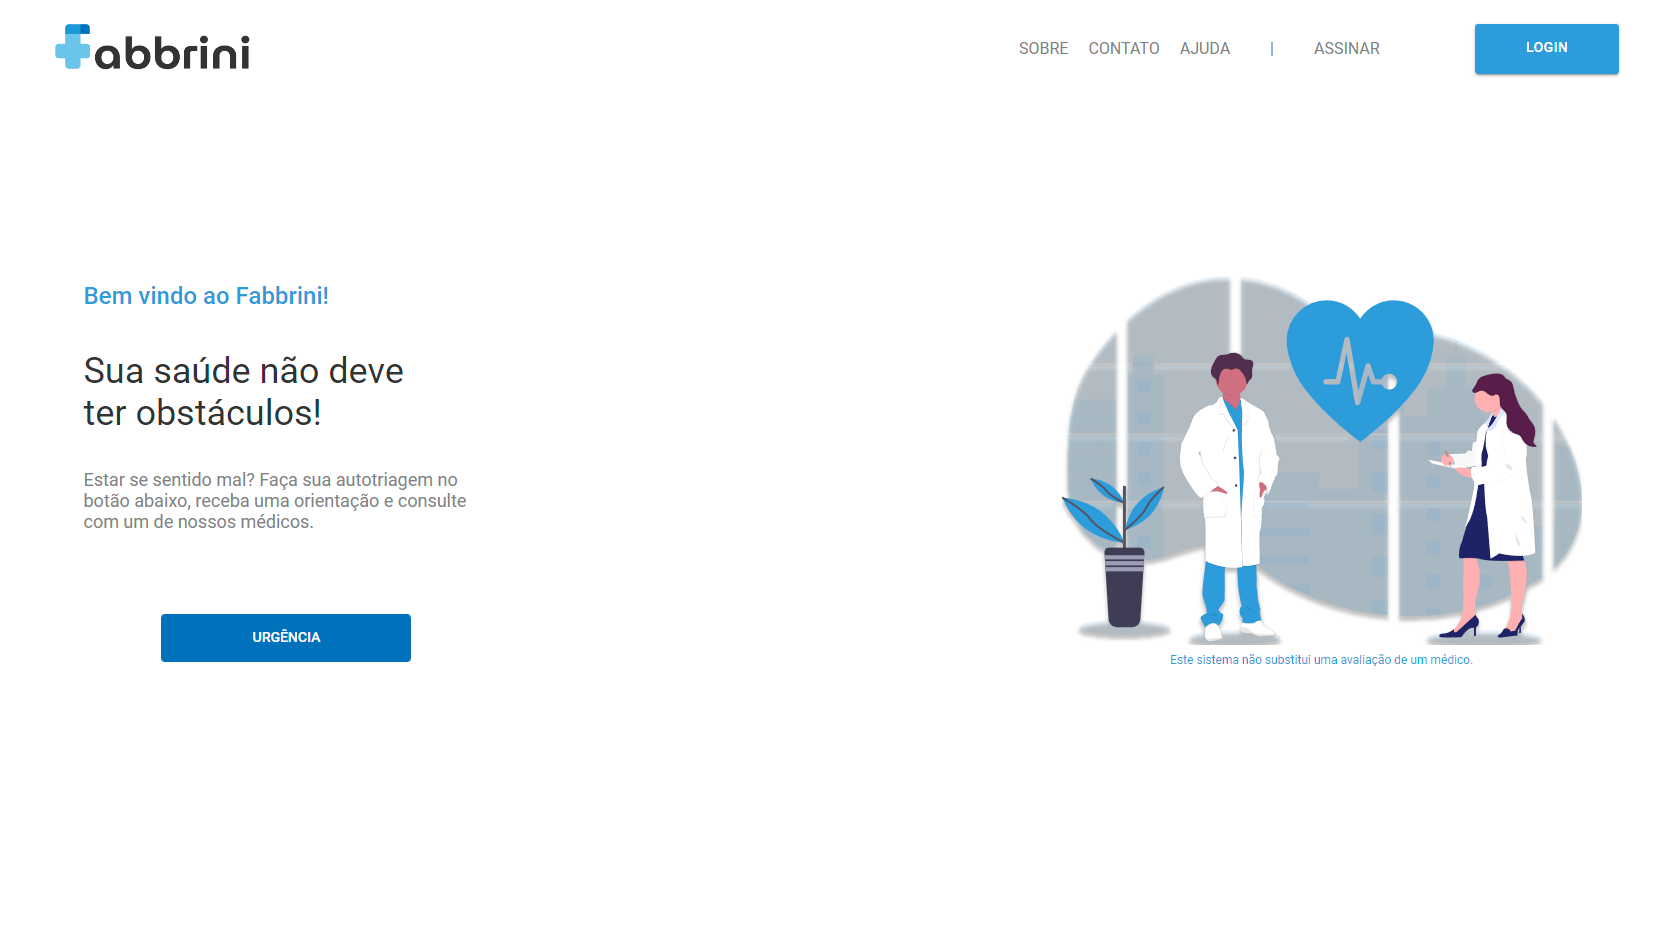 Fabbrini
SOBRE CONTATO AJUDA | ASSINAR LOGIN
Bem vindo ao Fabbrini!
Sua saúde não deve
ter obstáculos!
Estar se sentido mal? Faça sua autotriagem no
botão abaixo, receba uma orientação e consulte
com um de nossos médicos.
URGÊNCIA
Este sistema não substitui uma avaliação de um médico.